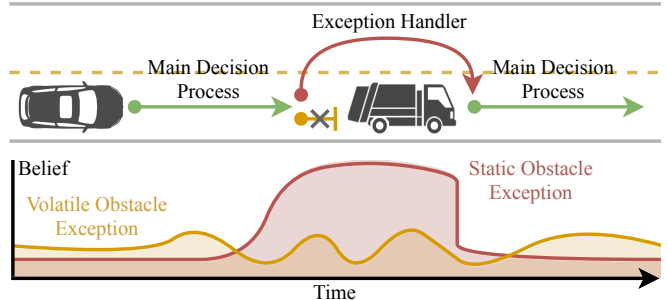 Exception Handler
Main Decision
Process
Main Decision
Process
Belief
Static Obstacle
Exception
Volatile Obstacle
Exception
Time